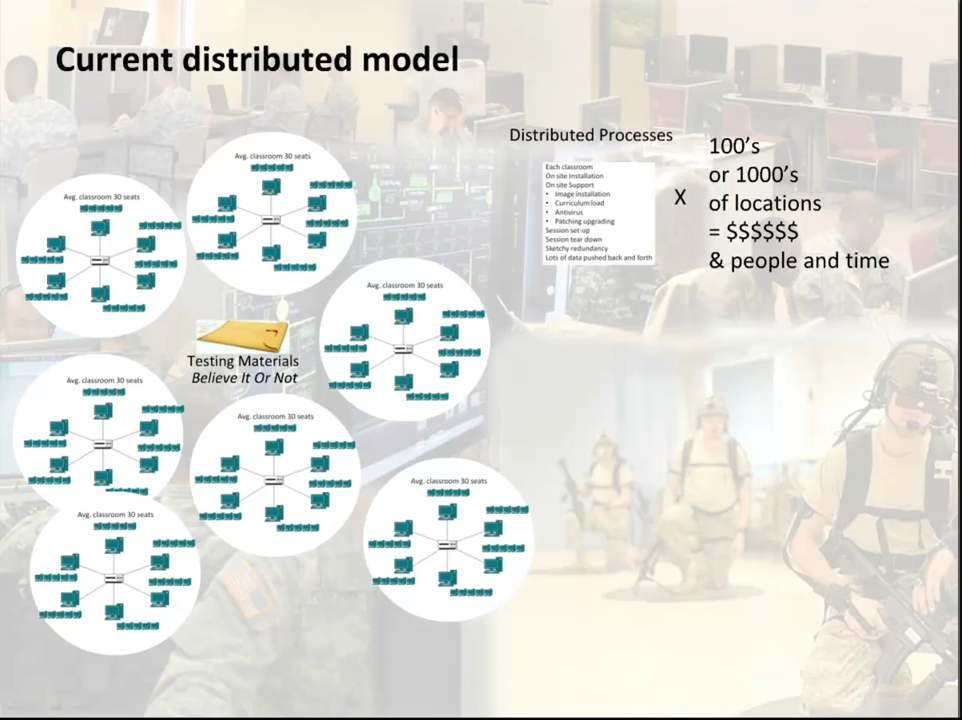 Current distributed model
Distributed Processes
Each classroom
On site Installation
On site Support
• Image installation
• Curriculum load
• Antivirus
• Patching upgrading
Session set-up
Session tear down
Sketchy redundancy
Lots of data pushed back and forth
X
100's
or 1000's
of locations
= $$$$$$
& people and time
Avg. classroom 30 seats
Avg. classroom 30 seats
Avg. classroom 30 seats
Testing Materials
Believe It Or Not
Avg. classroom 30 seats
Avg. classroom 30 seats
Avg. classroom 30 seats
Avg. classroom 30 seats